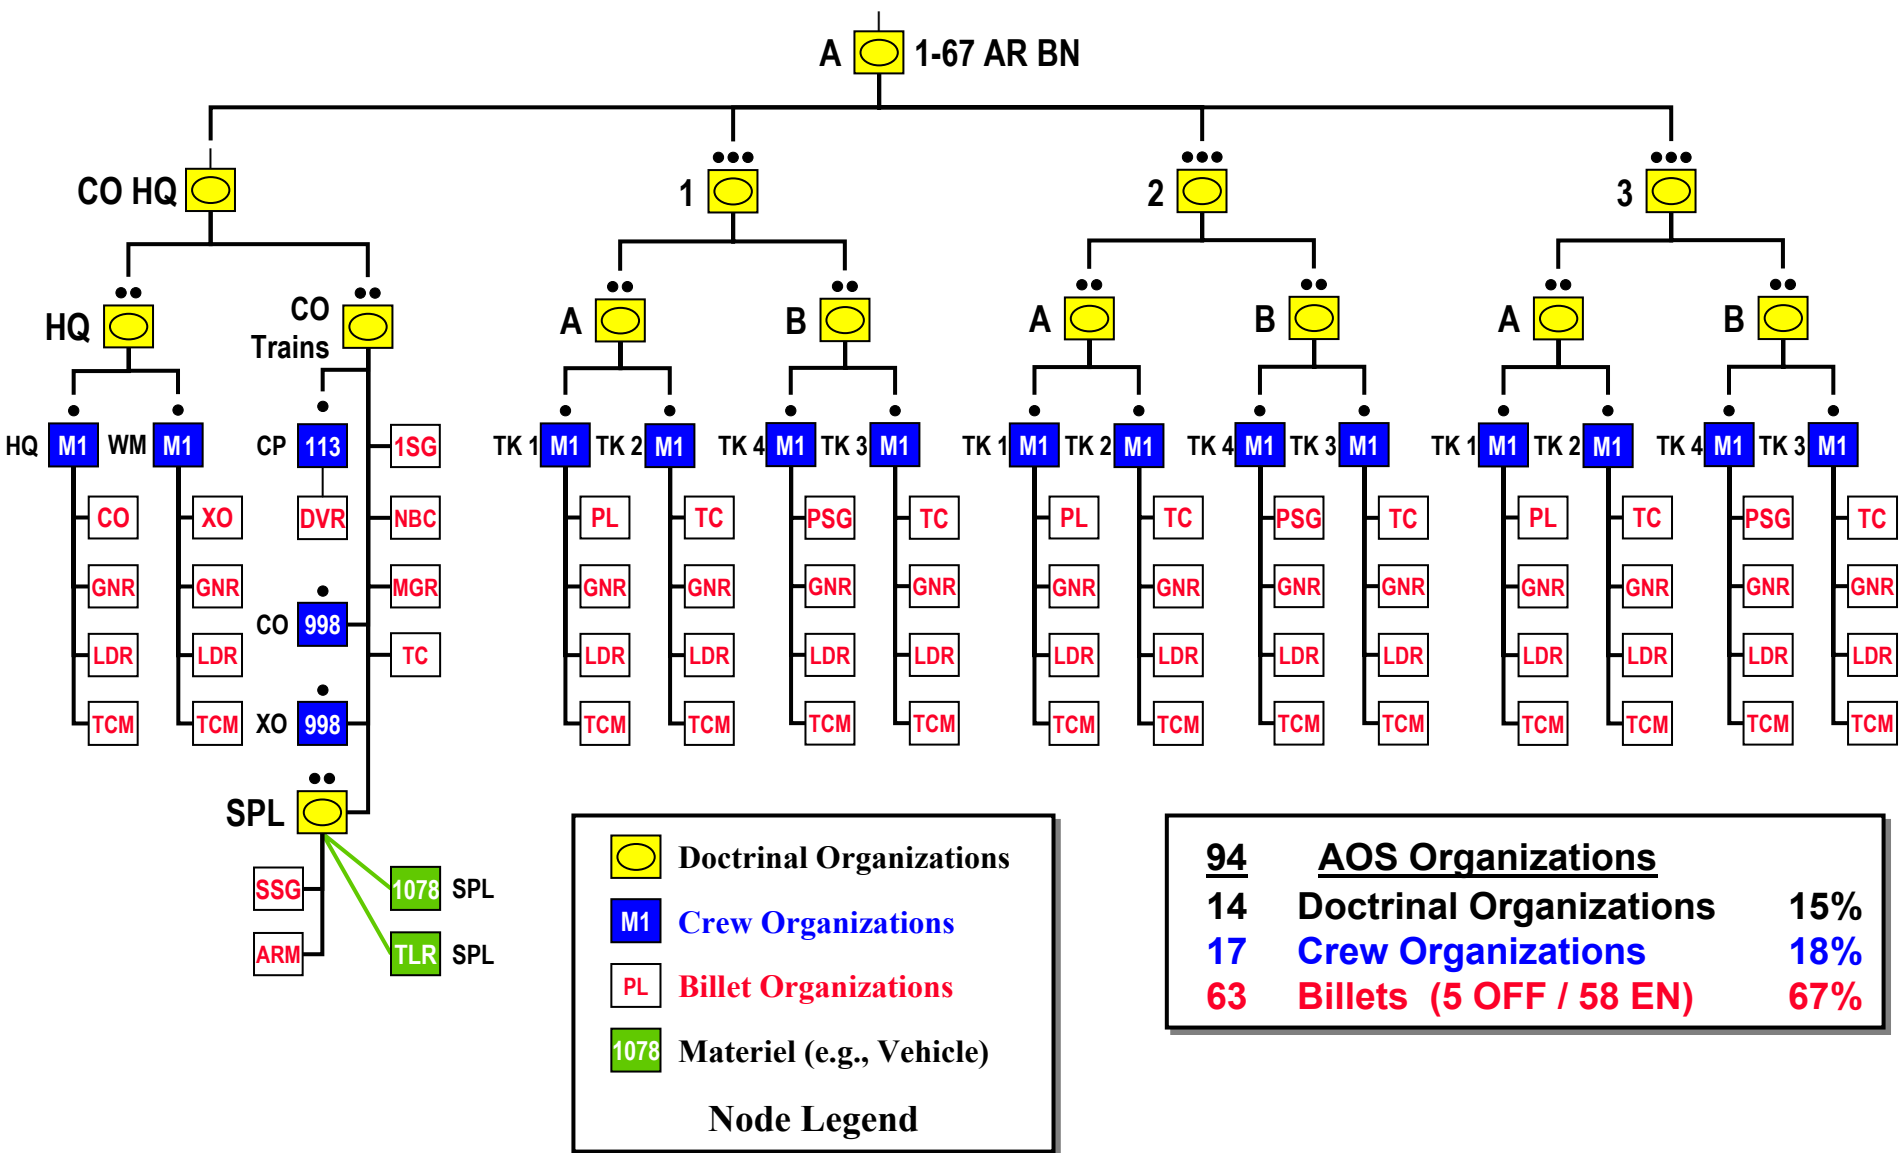 A 1-67 AR BN
CO HQ 1 2 3
HQ CO Trains A B A B A B
HQ M1 WM M1 CP 113 1SG TK 1 M1 TK 2 M1 TK 4 M1 TK 3 M1 TK 1 M1 TK 2 M1 TK 4 M1 TK 3 M1 TK 1 M1 TK 2 M1 TK 4 M1 TK 3 M1
CO XO DVR NBC PL TC PSG TC PL TC PSG TC PL TC PSG TC
GNR GNR MGR GNR GNR GNR GNR GNR GNR GNR GNR GNR GNR GNR GNR
CO 998
LDR LDR TC LDR LDR LDR LDR LDR LDR LDR LDR LDR LDR LDR LDR
TCM TCM XO 998 TCM TCM TCM TCM TCM TCM TCM TCM TCM TCM TCM TCM
SPL
SSG 1078 SPL
ARM TLR SPL
Doctrinal Organizations
M1 Crew Organizations
PL Billet Organizations
1078 Materiel (e.g., Vehicle)
Node Legend
94 AOS Organizations
14 Doctrinal Organizations 15%
17 Crew Organizations 18%
63 Billets (5 OFF / 58 EN) 67%